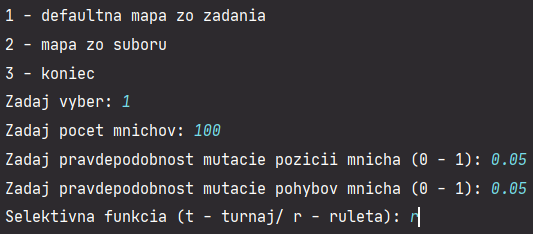 1 - defaultna mapa zo zadania
2 - mapa zo suboru
3 - koniec
Zadaj vyber: 1
Zadaj pocet mnichov: 100
Zadaj pravdepodobnost mutacie pozicii mnicha (0 - 1): 0.05
Zadaj pravdepodobnost mutacie pohybov mnicha (0 - 1): 0.05
Selektivna funkcia (t - turnaj/ r - ruleta): r